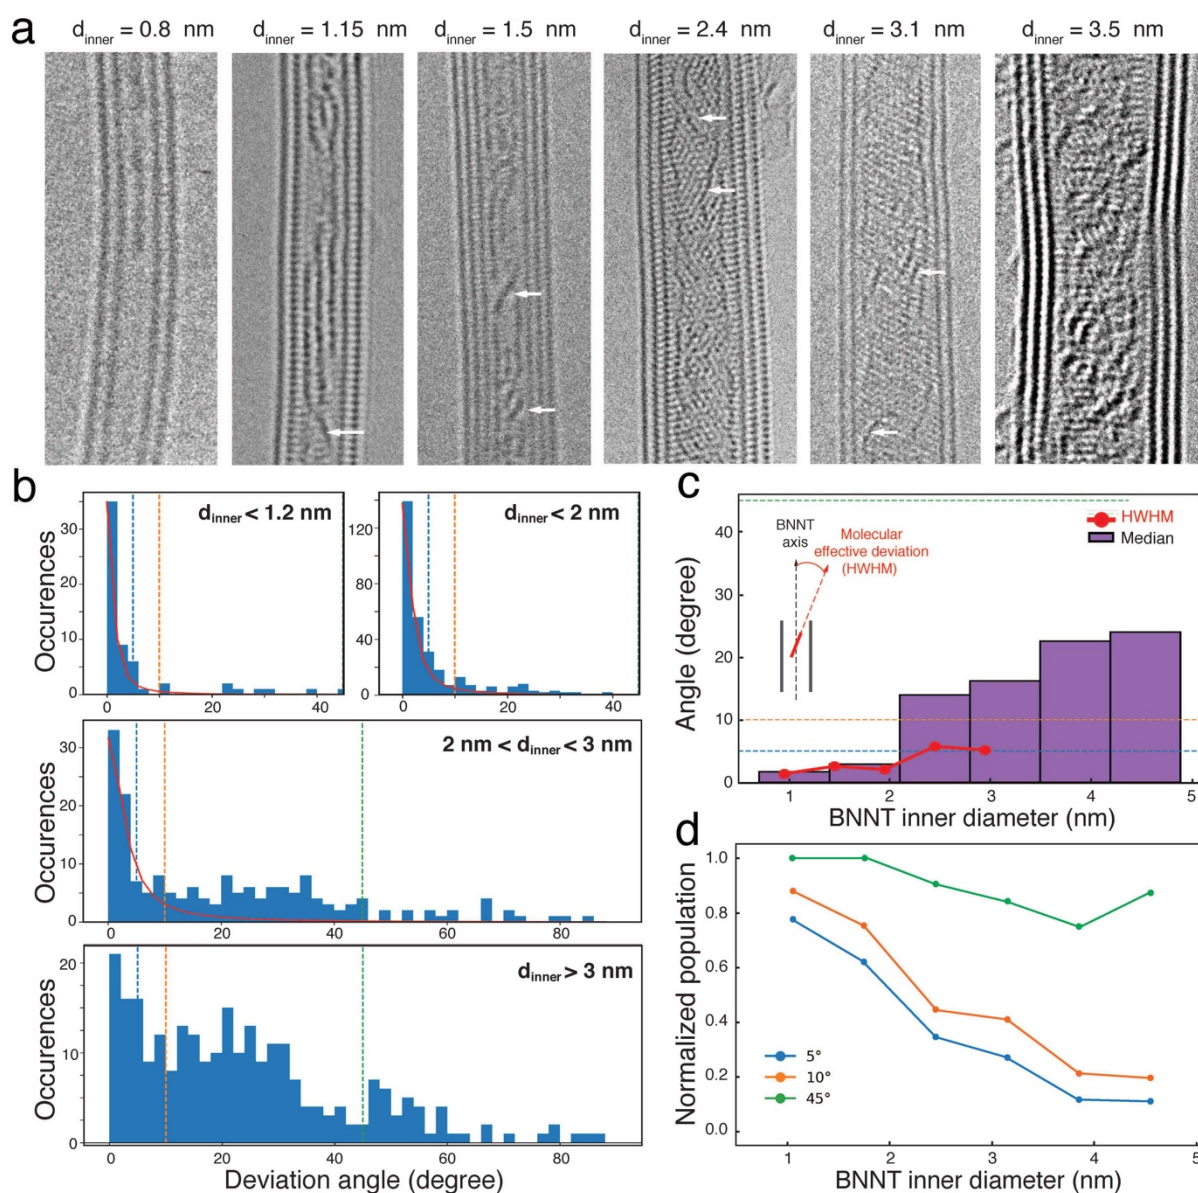 a
d_inner = 0.8 nm
d_inner = 1.15 nm
d_inner = 1.5 nm
d_inner = 2.4 nm
d_inner = 3.1 nm
d_inner = 3.5 nm
b
d_inner < 1.2 nm
Occurences
30
20
10
0
0
20
40
d_inner < 2 nm
120
80
40
0
0
20
40
2 nm < d_inner < 3 nm
Occurences
30
20
10
0
0
20
40
60
80
d_inner > 3 nm
Occurences
20
10
0
0
20
40
60
80
Deviation angle (degree)
c
HWHM
Median
BNNT
axis
Molecular
effective deviation
(HWHM)
Angle (degree)
40
30
20
10
0
1
2
3
4
5
BNNT inner diameter (nm)
d
Normalized population
1.0
0.8
0.6
0.4
0.2
0.0
5°
10°
45°
1
2
3
4
5
BNNT inner diameter (nm)